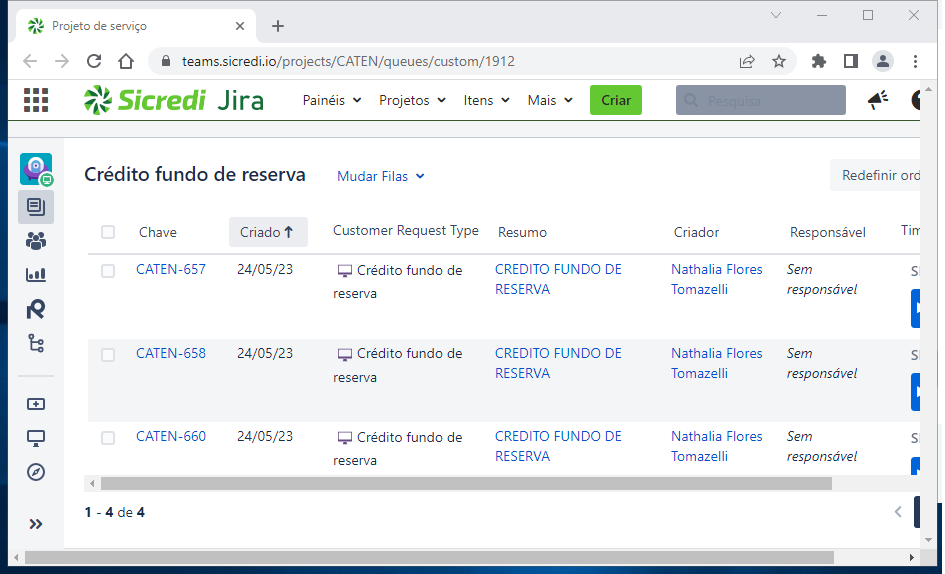 Projeto de serviço
teams.sicredi.io/projects/CATEN/queues/custom/1912
Sicredi Jira Painéis Projetos Itens Mais Criar Pesquisa
Crédito fundo de reserva Mudar Filas Redefinir ord
Chave Criado Customer Request Type Resumo Criador Responsável Tim
CATEN-657 24/05/23 Crédito fundo de CREDITO FUNDO DE Nathalia Flores Sem
reserva RESERVA Tomazelli responsável
CATEN-658 24/05/23 Crédito fundo de CREDITO FUNDO DE Nathalia Flores Sem
reserva RESERVA Tomazelli responsável
CATEN-660 24/05/23 Crédito fundo de CREDITO FUNDO DE Nathalia Flores Sem
reserva RESERVA Tomazelli responsável
1 - 4 de 4